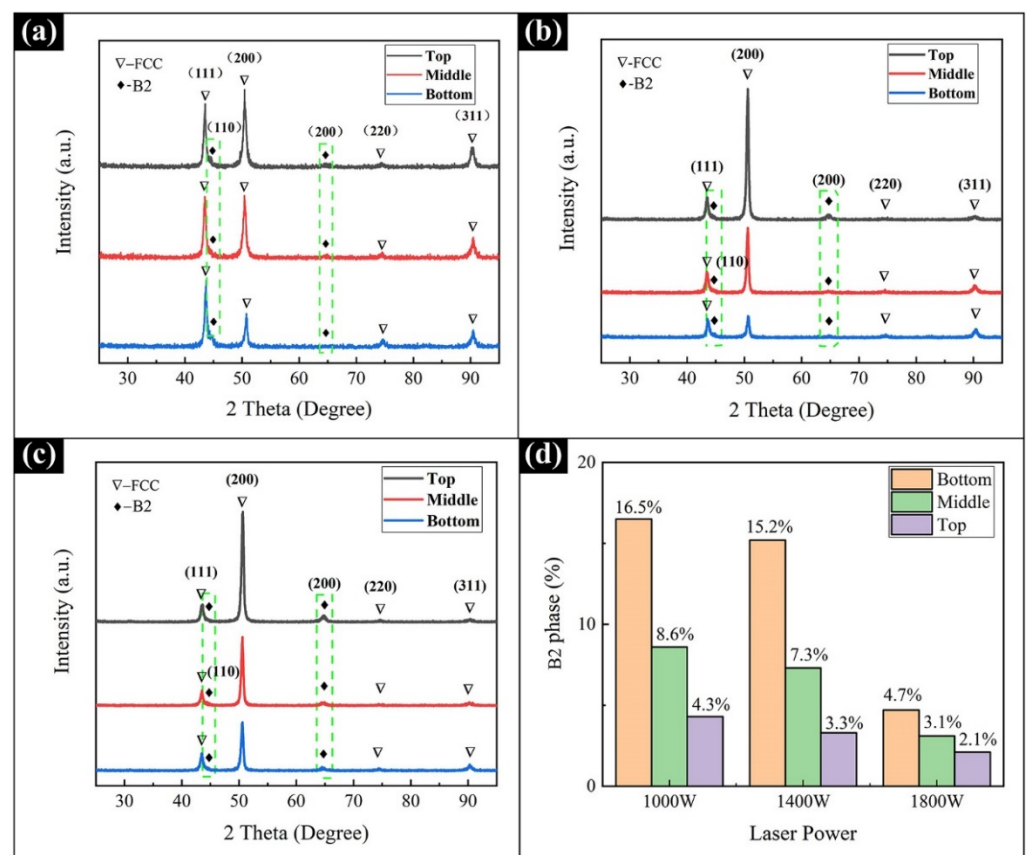 (a)
▽–FCC
◆-B2
(111)
(200)
(110)
(200)
(220)
(311)
Top
Middle
Bottom
Intensity (a.u.)
30 40 50 60 70 80 90
2 Theta (Degree)
(b)
▽-FCC
◆-B2
(200)
(111)
(110)
(200)
(220)
(311)
Top
Middle
Bottom
Intensity (a.u.)
30 40 50 60 70 80 90
2 Theta (Degree)
(c)
▽–FCC
◆–B2
(200)
(111)
(110)
(200)
(220)
(311)
Top
Middle
Bottom
Intensity (a.u.)
30 40 50 60 70 80 90
2 Theta (Degree)
(d)
Bottom
Middle
Top
B2 phase (%)
20
10
0
16.5%
8.6%
4.3%
15.2%
7.3%
3.3%
4.7%
3.1%
2.1%
1000W 1400W 1800W
Laser Power